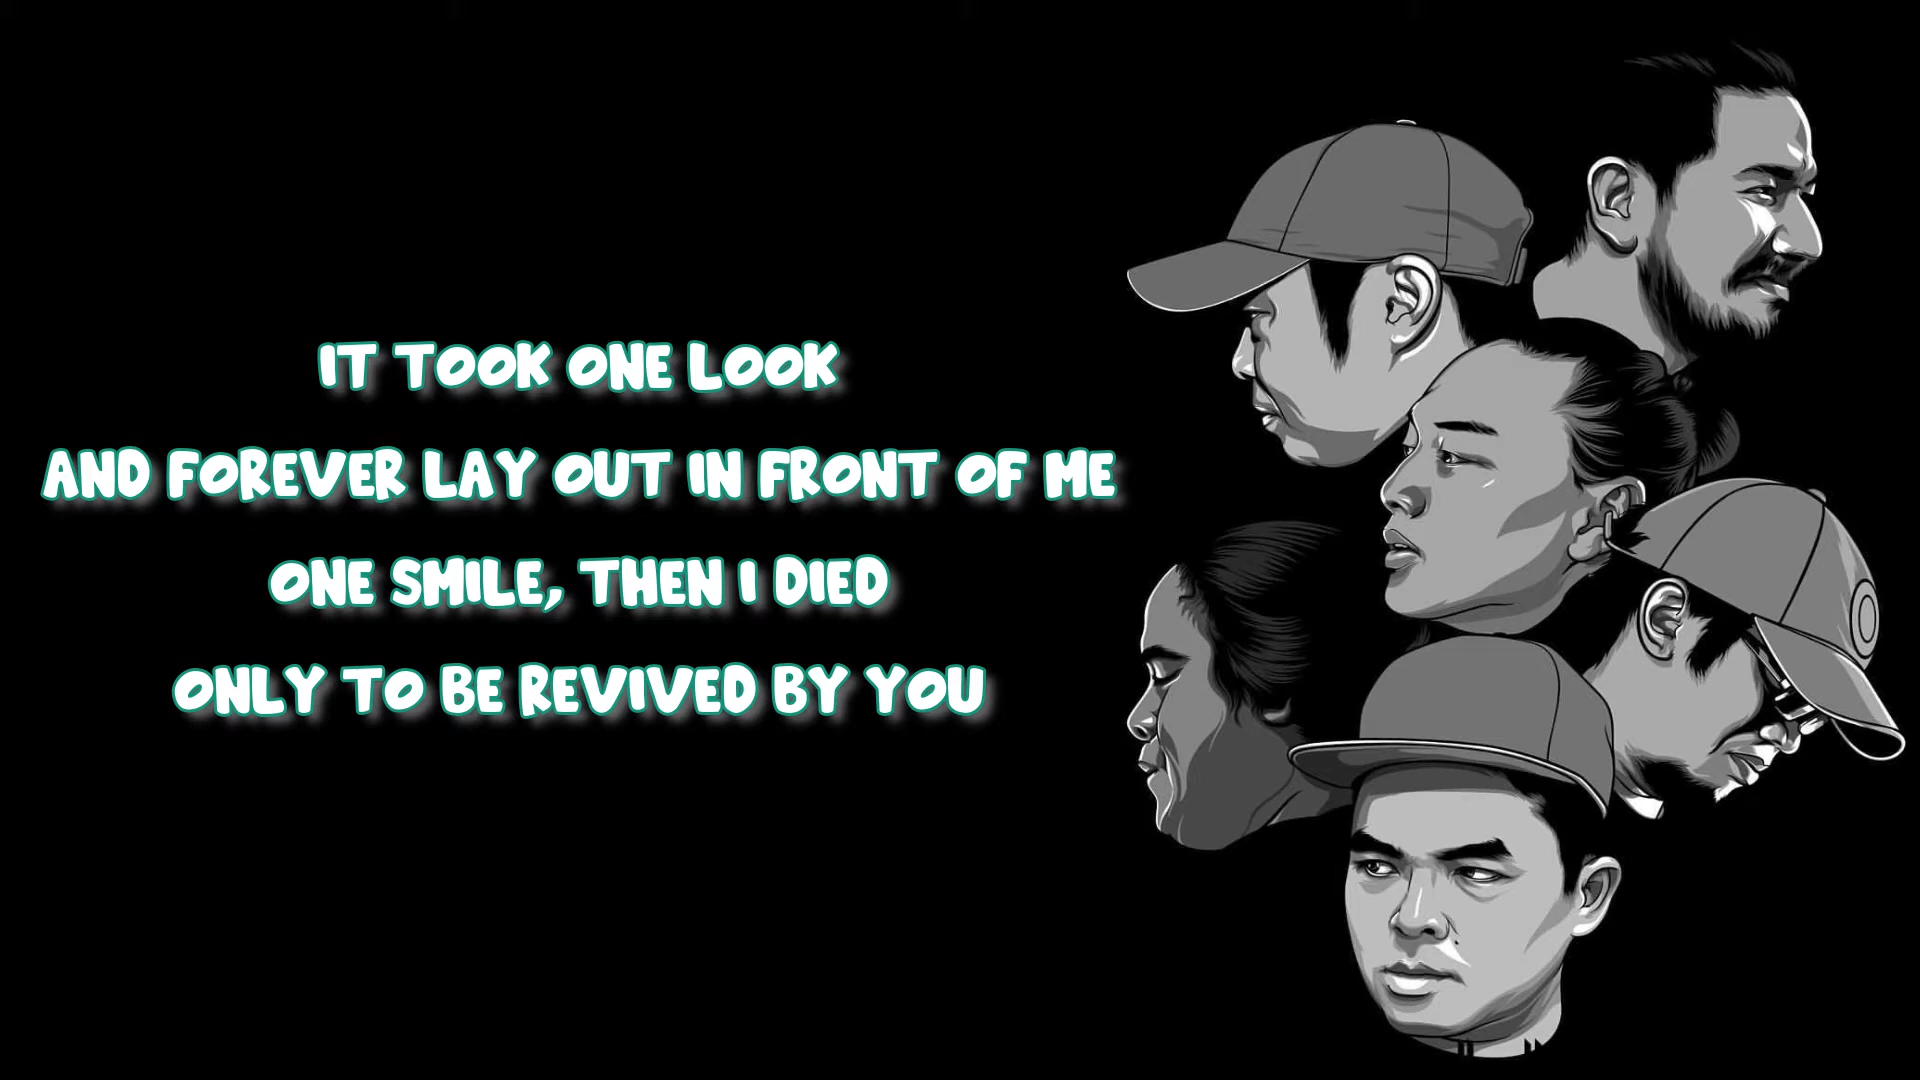 IT TOOK ONE LOOK
AND FOREVER LAY OUT IN FRONT OF ME
ONE SMILE, THEN I DIED
ONLY TO BE REVIVED BY YOU